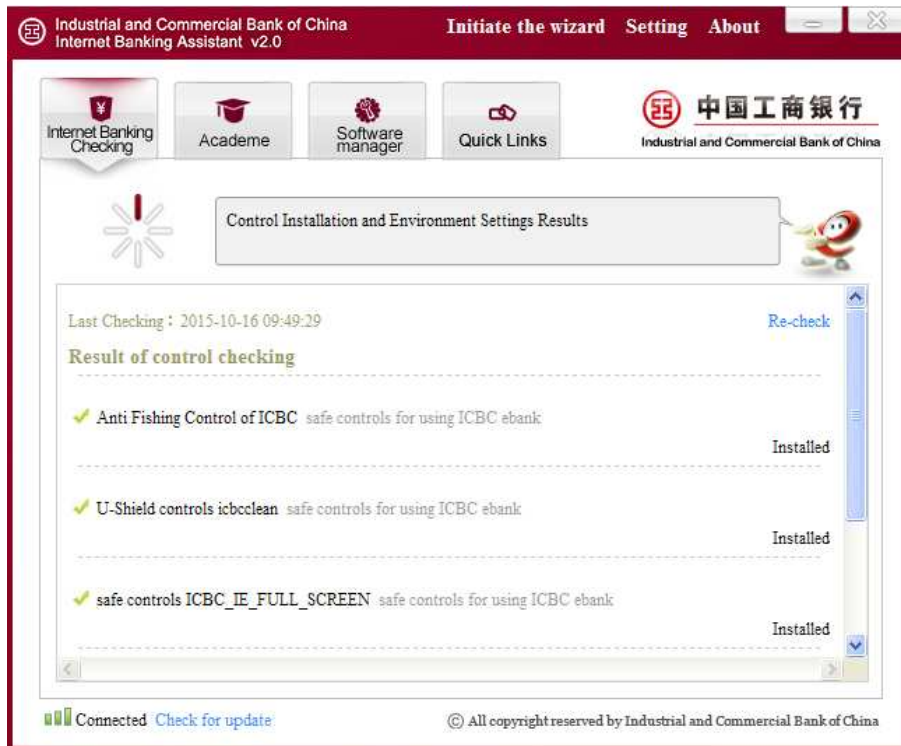 Industrial and Commercial Bank of China
Internet Banking Assistant v2.0
Initiate the wizard Setting About
Internet Banking
Checking
Academe
Software
manager
Quick Links
中国工商银行
Industrial and Commercial Bank of China
Control Installation and Environment Settings Results
Last Checking：2015-10-16 09:49:29
Re-check
Result of control checking
Anti Fishing Control of ICBC safe controls for using ICBC ebank
Installed
U-Shield controls icbcclean safe controls for using ICBC ebank
Installed
safe controls ICBC_IE_FULL_SCREEN safe controls for using ICBC ebank
Installed
Connected Check for update
© All copyright reserved by Industrial and Commercial Bank of China